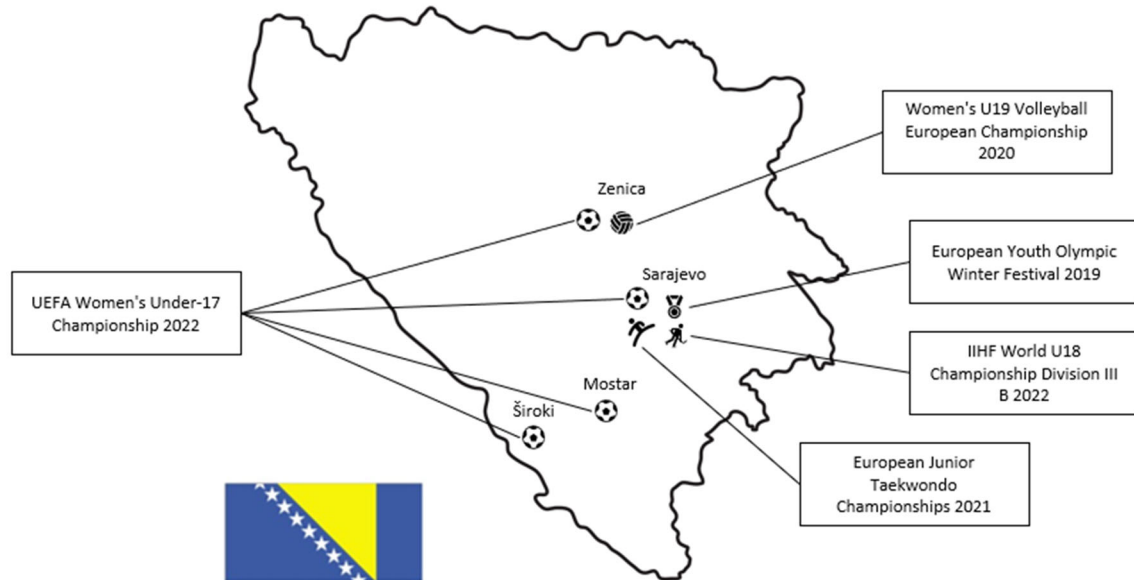 Women's U19 Volleyball
European Championship
2020
Zenica
European Youth Olympic
Winter Festival 2019
Sarajevo
UEFA Women's Under-17
Championship 2022
IIHF World U18
Championship Division III
B 2022
Mostar
Široki
European Junior
Taekwondo
Championships 2021